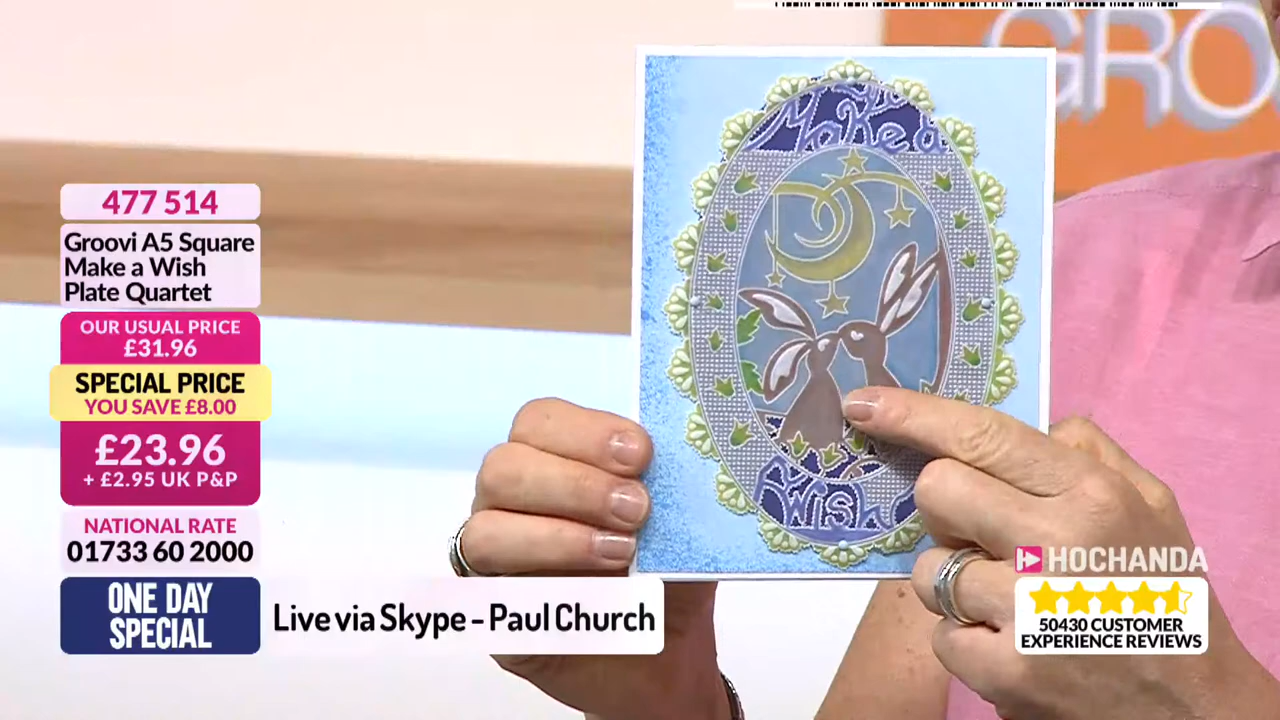 477 514
Groovi A5 Square
Make a Wish
Plate Quartet
OUR USUAL PRICE
£31.96
SPECIAL PRICE
YOU SAVE £8.00
£23.96
+ £2.95 UK P&P
NATIONAL RATE
01733 60 2000
ONE DAY
SPECIAL
Live via Skype - Paul Church
GRO
Make a
Wish
HOCHANDA
50430 CUSTOMER
EXPERIENCE REVIEWS